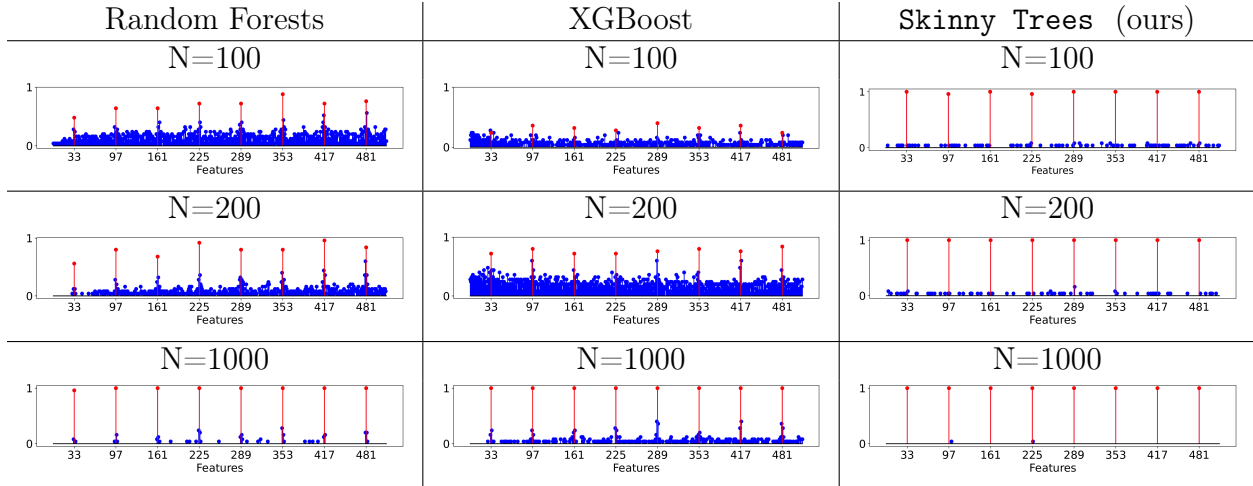 Random Forests XGBoost Skinny Trees (ours)
N=100 N=100 N=100
1 1 1
0 0 0
33 97 161 225 289 353 417 481 33 97 161 225 289 353 417 481 33 97 161 225 289 353 417 481
Features Features Features
N=200 N=200 N=200
1 1 1
0 0 0
33 97 161 225 289 353 417 481 33 97 161 225 289 353 417 481 33 97 161 225 289 353 417 481
Features Features Features
N=1000 N=1000 N=1000
1 1 1
0 0 0
33 97 161 225 289 353 417 481 33 97 161 225 289 353 417 481 33 97 161 225 289 353 417 481
Features Features Features